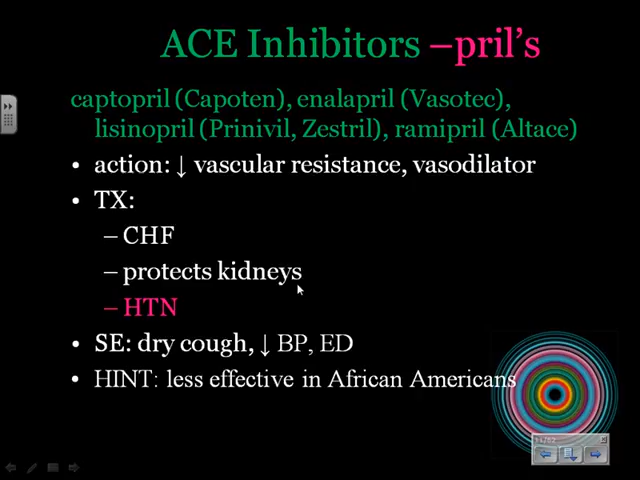 ACE Inhibitors –pril’s
captopril (Capoten), enalapril (Vasotec),
lisinopril (Prinivil, Zestril), ramipril (Altace)
• action: ↓ vascular resistance, vasodilator
• TX:
– CHF
– protects kidneys
– HTN
• SE: dry cough, ↓ BP, ED
• HINT: less effective in African Americans